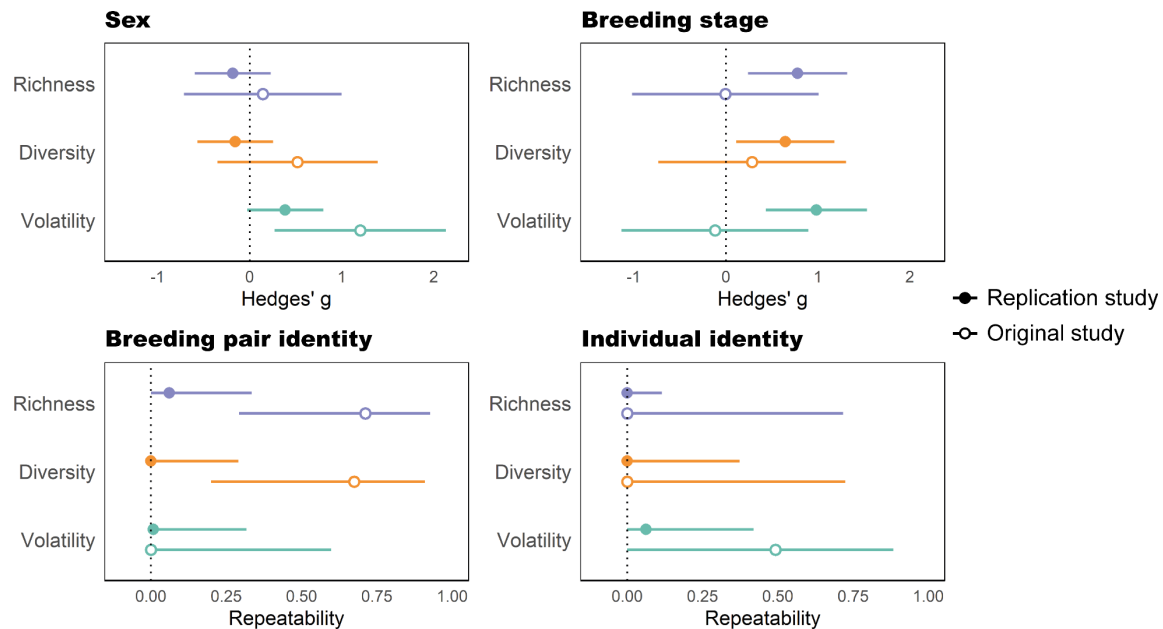 Sex
Richness
Diversity
Volatility
-1 0 1 2
Hedges' g
Breeding stage
Richness
Diversity
Volatility
-1 0 1 2
Hedges' g
Replication study
Original study
Breeding pair identity
Richness
Diversity
Volatility
0.00 0.25 0.50 0.75 1.00
Repeatability
Individual identity
Richness
Diversity
Volatility
0.00 0.25 0.50 0.75 1.00
Repeatability